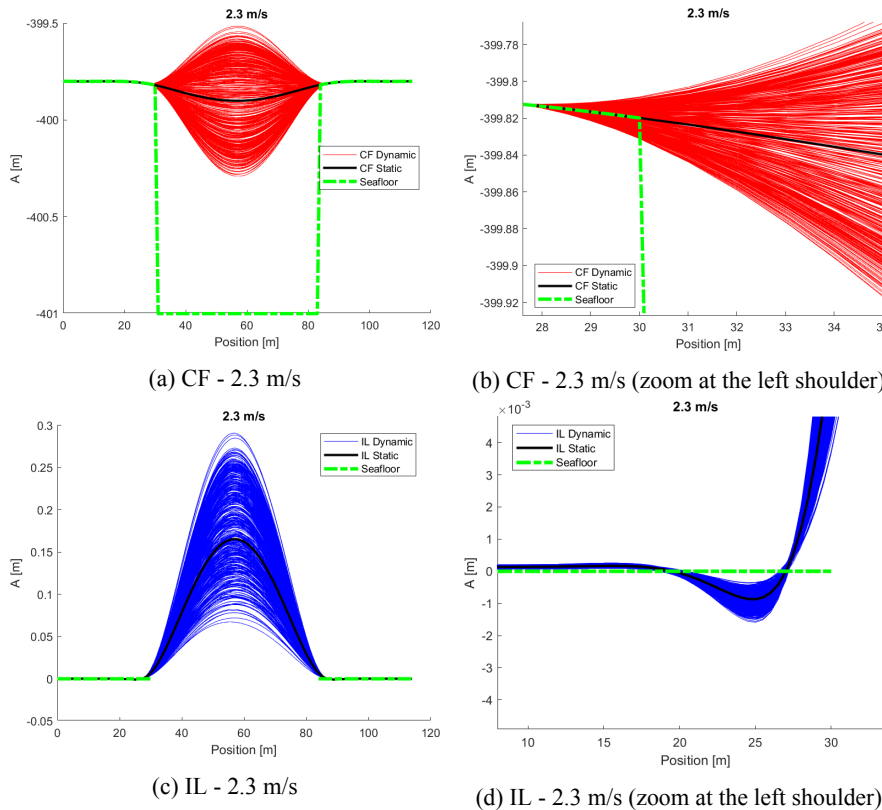 2.3 m/s
-399.5
-400
-400.5
-401
A [m]
0
20
40
60
80
100
120
Position [m]
CF Dynamic
CF Static
Seafloor
(a) CF - 2.3 m/s
2.3 m/s
-399.78
-399.8
-399.82
-399.84
-399.86
-399.88
-399.9
-399.92
A [m]
28
29
30
31
32
33
34
Position [m]
CF Dynamic
CF Static
Seafloor
(b) CF - 2.3 m/s (zoom at the left shoulder)
2.3 m/s
0.3
0.25
0.2
0.15
0.1
0.05
0
-0.05
A [m]
0
20
40
60
80
100
120
Position [m]
IL Dynamic
IL Static
Seafloor
(c) IL - 2.3 m/s
2.3 m/s
×10⁻³
4
3
2
1
0
-1
-2
-3
-4
A [m]
10
15
20
25
30
Position [m]
IL Dynamic
IL Static
Seafloor
(d) IL - 2.3 m/s (zoom at the left shoulder)